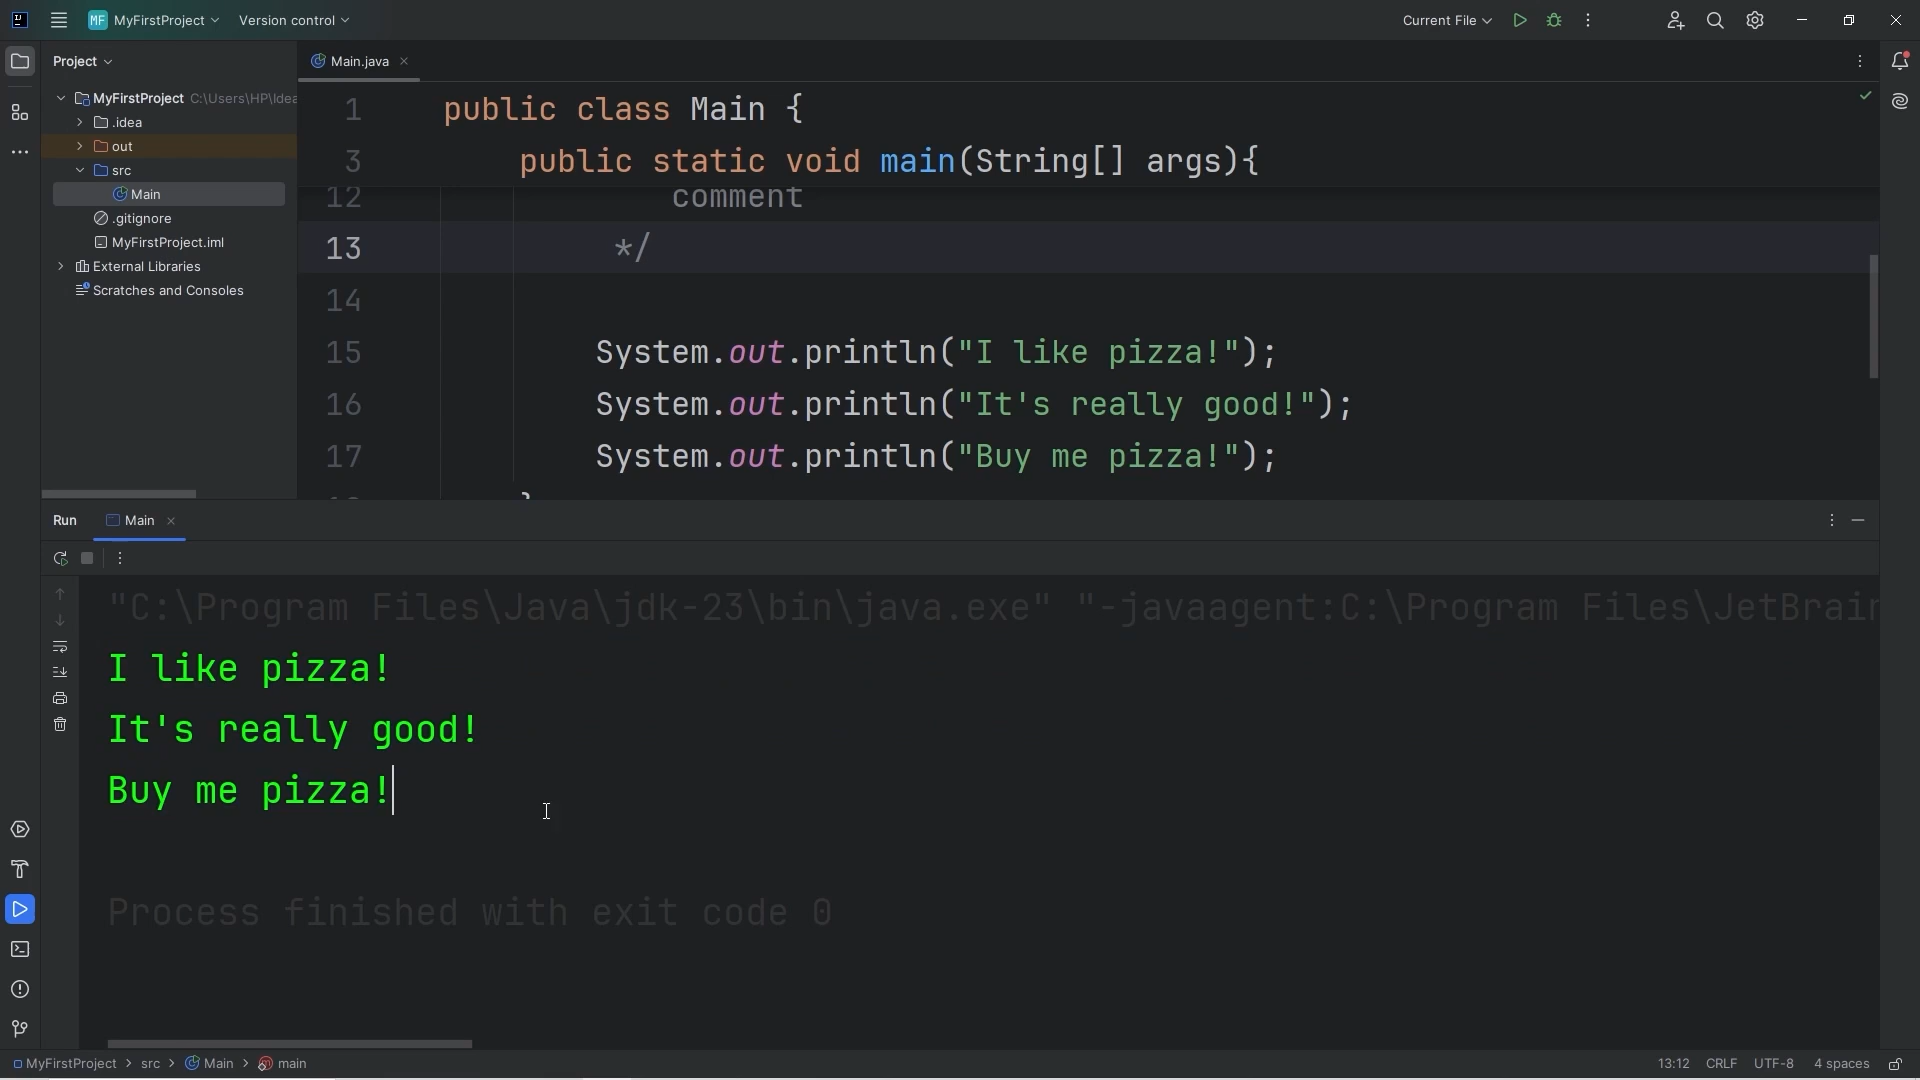 MF MyFirstProject Version control
Current File
Project
Main.java
MyFirstProject C:\Users\HP\Idea
.idea
out
src
Main
.gitignore
MyFirstProject.iml
External Libraries
Scratches and Consoles
1 public class Main {
3 public static void main(String[] args){
12 comment
13 */
14
15 System.out.println("I like pizza!");
16 System.out.println("It's really good!");
17 System.out.println("Buy me pizza!");
}
Run Main
"C:\Program Files\Java\jdk-23\bin\java.exe" "-javaagent:C:\Program Files\JetBrain
I like pizza!
It's really good!
Buy me pizza!
Process finished with exit code 0
MyFirstProject > src > Main > main
13:12 CRLF UTF-8 4 spaces